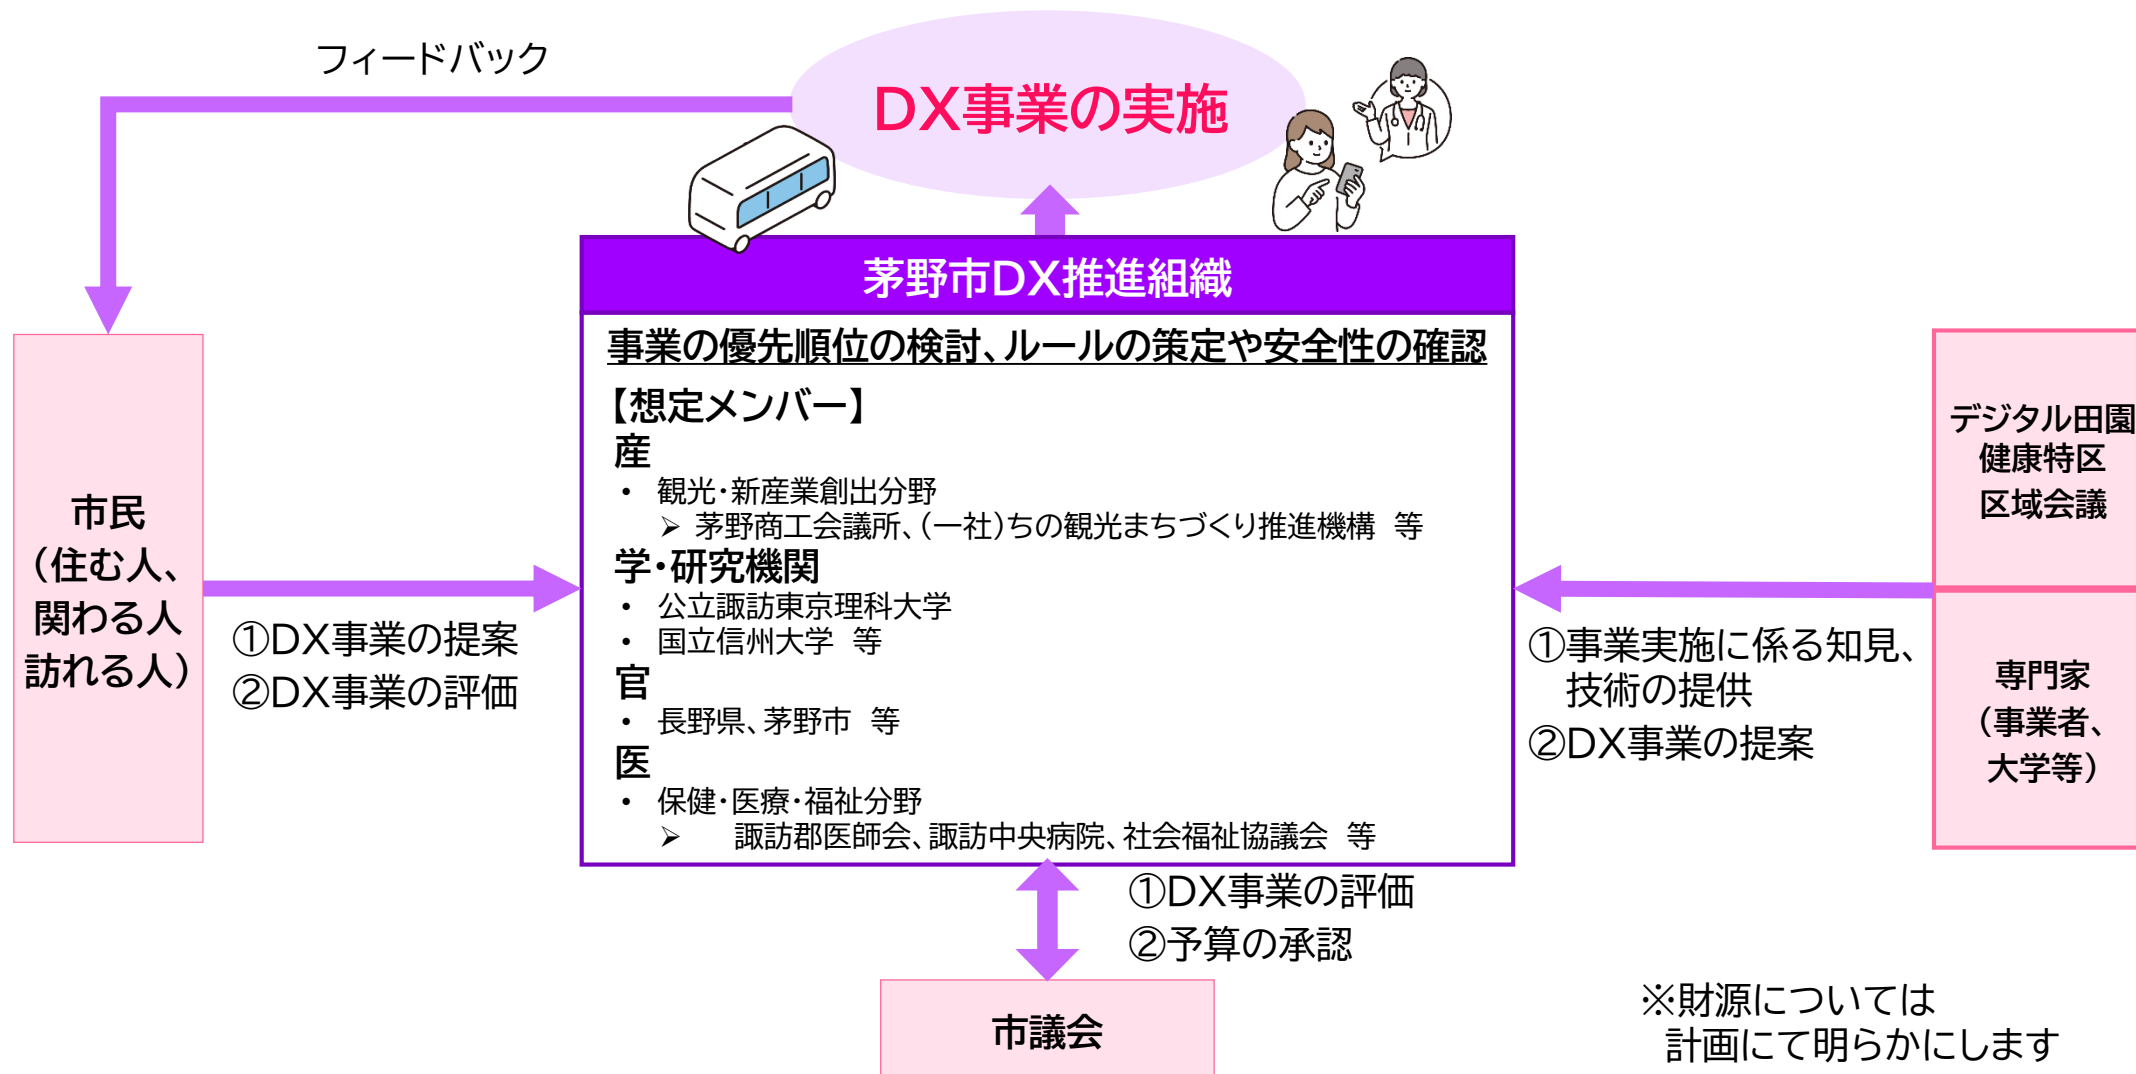 フィードバック
DX事業の実施
茅野市DX推進組織
事業の優先順位の検討、ルールの策定や安全性の確認
【想定メンバー】
産
• 観光・新産業創出分野
➢ 茅野商工会議所、(一社)ちの観光まちづくり推進機構 等
学・研究機関
• 公立諏訪東京理科大学
• 国立信州大学 等
官
• 長野県、茅野市 等
医
• 保健・医療・福祉分野
➢ 諏訪郡医師会、諏訪中央病院、社会福祉協議会 等
市民
(住む人、
関わる人
訪れる人)
①DX事業の提案
②DX事業の評価
デジタル田園
健康特区
区域会議
専門家
(事業者、
大学等)
①事業実施に係る知見、
技術の提供
②DX事業の提案
①DX事業の評価
②予算の承認
市議会
※財源については
計画にて明らかにします